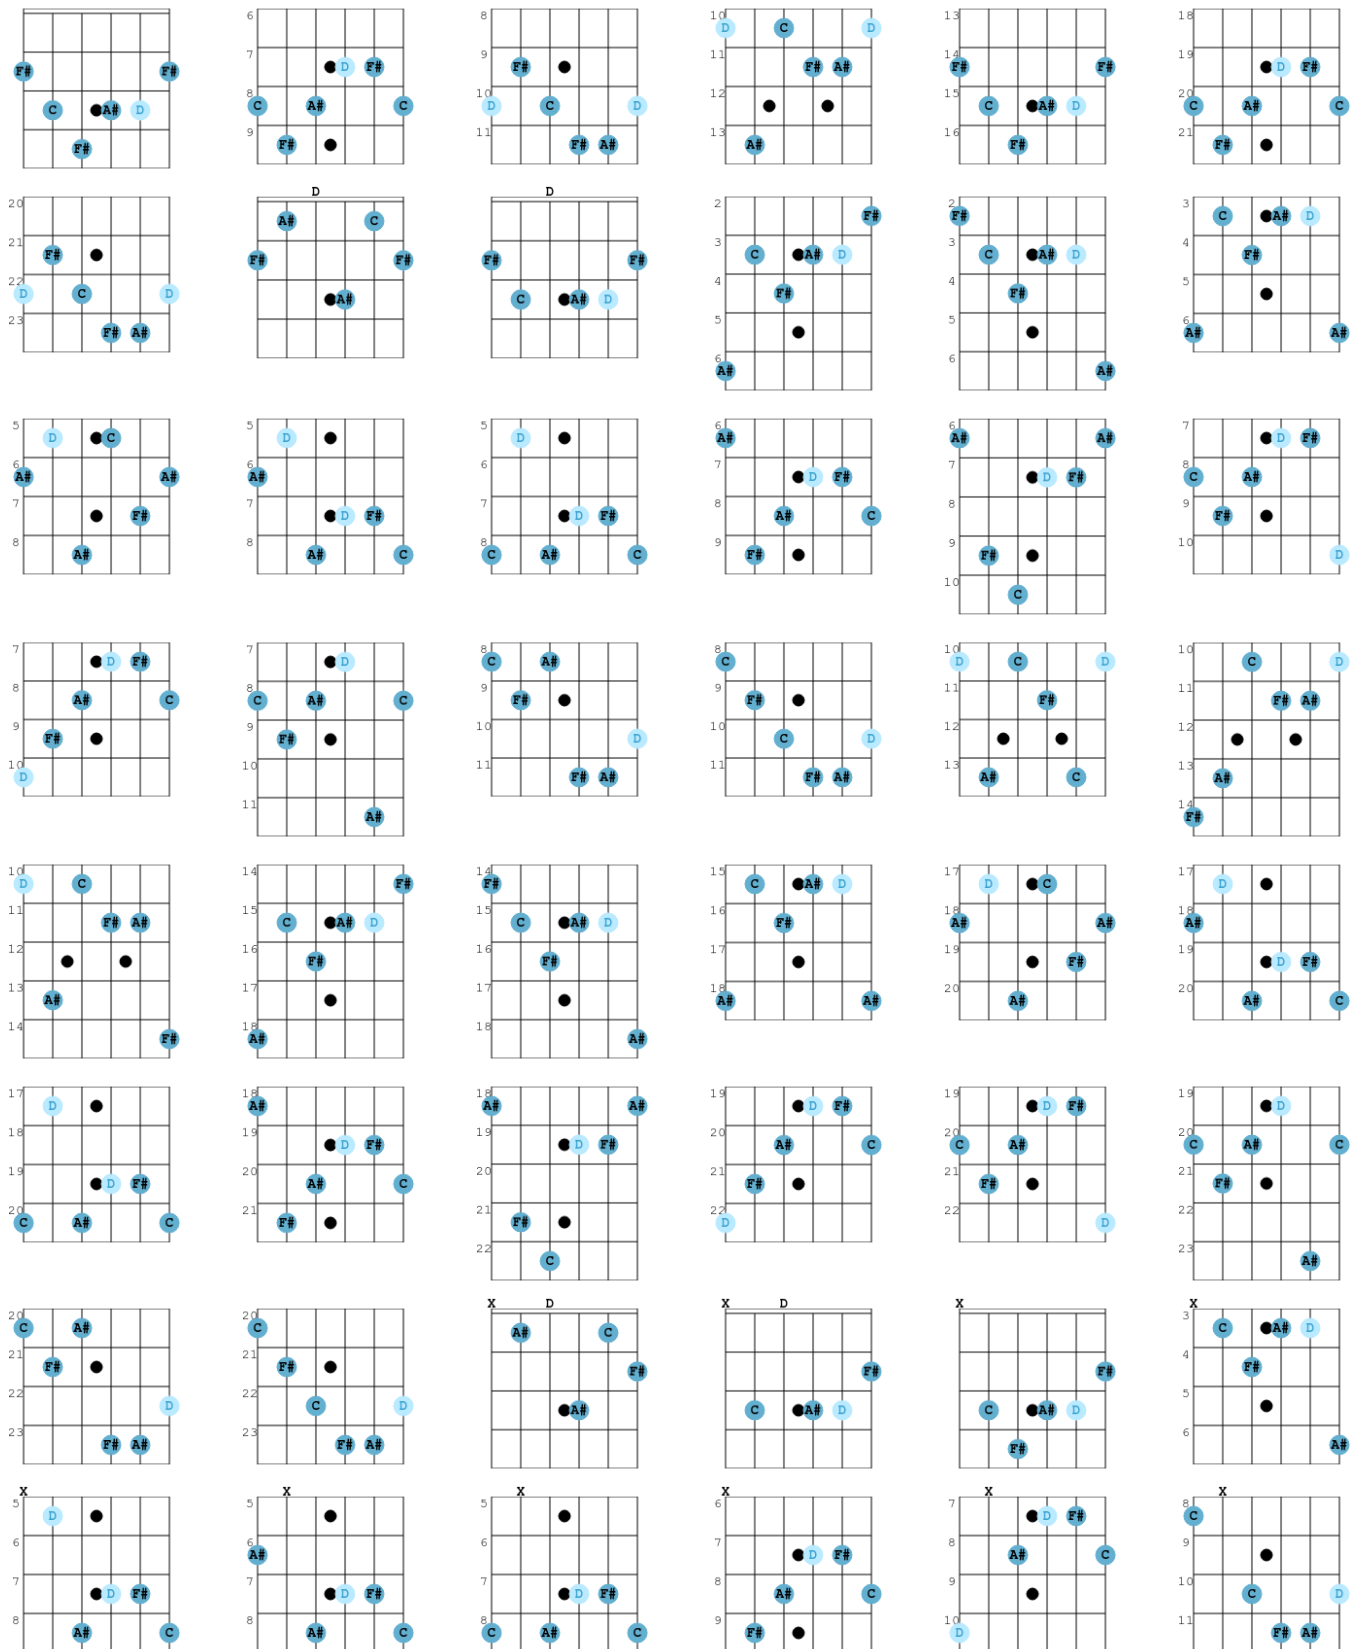 F# F#
C A# D
F#
6
7 D F#
8 C A# C
9 F#
8
9 F#
10 D C D
11 F# A#
10 D C D
11 F# A#
12
13 A#
13
14 F# F#
15 C A# D
16 F#
18
19 D F#
20 C A# C
21 F#
20
21 F#
22 D C D
23 F# A#
D
A# C
F# F#
A#
D
F# F#
C A# D
2 F#
3 C A# D
4 F#
5
6 A#
2 F#
3 C A# D
4 F#
5
6 A#
3 C A# D
4 F#
5
6 A# A#
5 D C
6 A# A#
7 F#
8 A#
5 D
6 A#
7 D F#
8 A# C
5 D
6
7 D F#
8 C A# C
6 A#
7 D F#
8 A# C
9 F#
6 A# A#
7 D F#
8
9 F#
10 C
7 D F#
8 C A#
9 F#
10 D
7 D F#
8 A# C
9 F#
10 D
7 D
8 C A# C
9 F#
10
11 A#
8 C A#
9 F#
10 D
11 F# A#
8 C
9 F#
10 C D
11 F# A#
10 D C D
11 F#
12
13 A# C
10 C D
11 F# A#
12
13 A#
14 F#
10 D C
11 F# A#
12
13 A#
14 F#
14 F#
15 C A# D
16 F#
17
18 A#
14 F#
15 C A# D
16 F#
17
18 A#
15 C A# D
16 F#
17
18 A# A#
17 D C
18 A# A#
19 F#
20 A#
17 D
18 A#
19 D F#
20 A# C
17 D
18
19 D F#
20 C A# C
18 A#
19 D F#
20 A# C
21 F#
18 A# A#
19 D F#
20
21 F#
22 C
19 D F#
20 A# C
21 F#
22 D
19 D F#
20 C A#
21 F#
22 D
19 D
20 C A# C
21 F#
22
23 A#
20 C A#
21 F#
22 D
23 F# A#
20 C
21 F#
22 C D
23 F# A#
X D
A# C
F#
A#
X D
F#
C A# D
X
F#
C A# D
F#
X
3 C A# D
4 F#
5
6 A#
X
5 D
6
7 D F#
8 A# C
X
5
6 A#
7 D F#
8 A# C
X
5
6
7 D F#
8 C A# C
X
6
7 D F#
8 A# C
9 F#
X
7 D F#
8 A# C
9
10 D
X
8 C
9
10 C D
11 F# A#